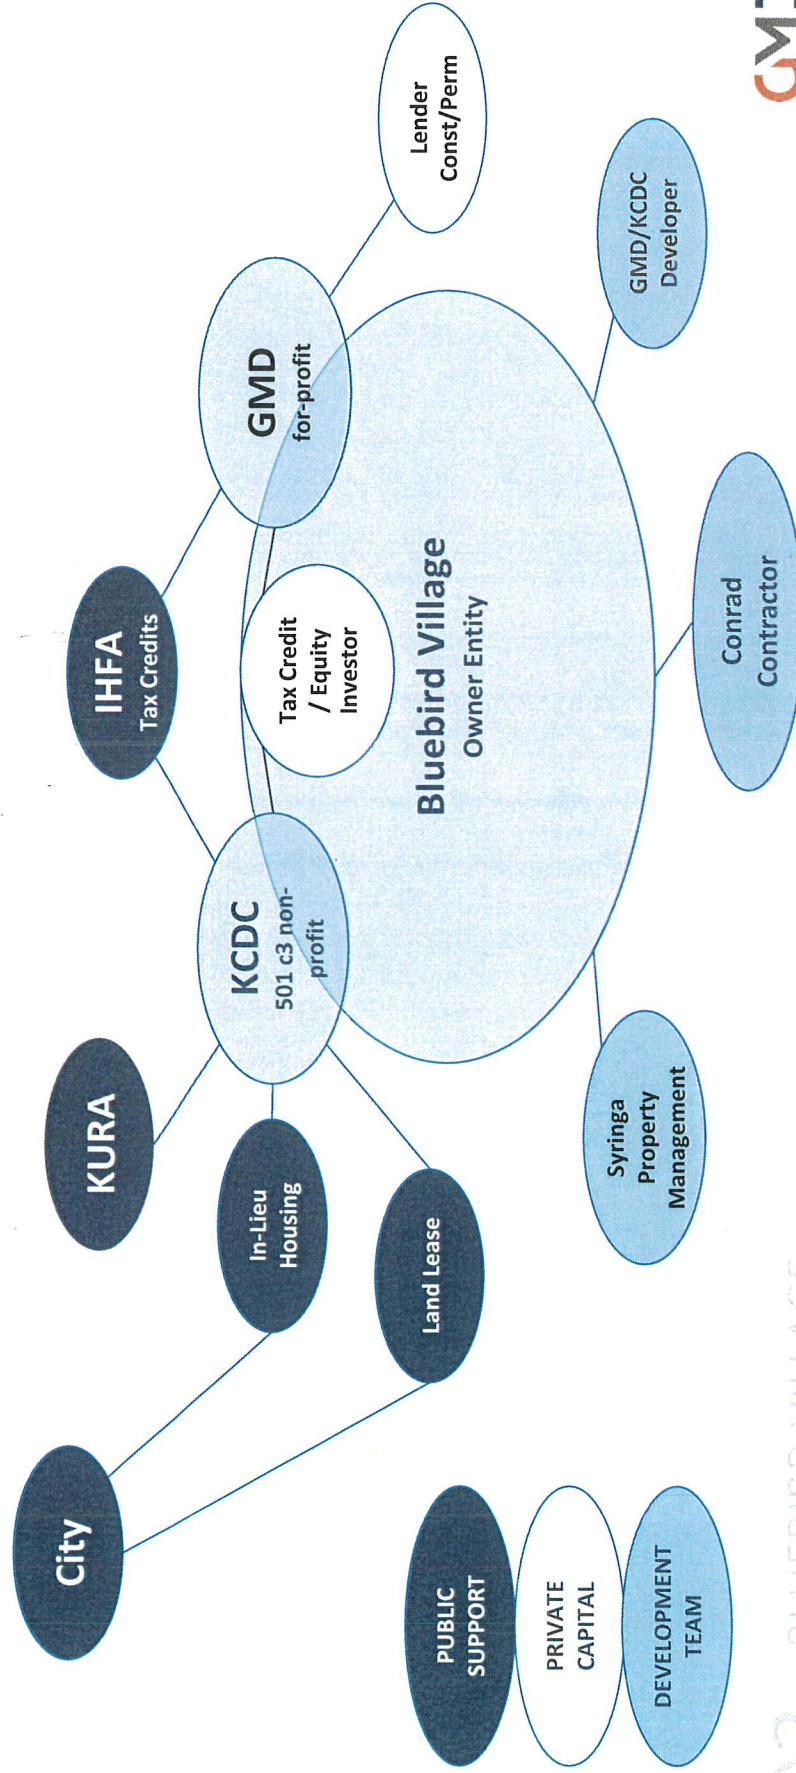 City
KURA
IHFA
Tax Credits
In-Lieu
Housing
Land Lease
KCDC
501 c3 non-
profit
GMD
for-profit
Lender
Const/Perm
Tax Credit
/ Equity
Investor
Bluebird Village
Owner Entity
PUBLIC
SUPPORT
PRIVATE
CAPITAL
DEVELOPMENT
TEAM
Syringa
Property
Management
Conrad
Contractor
GMD/KCDC
Developer